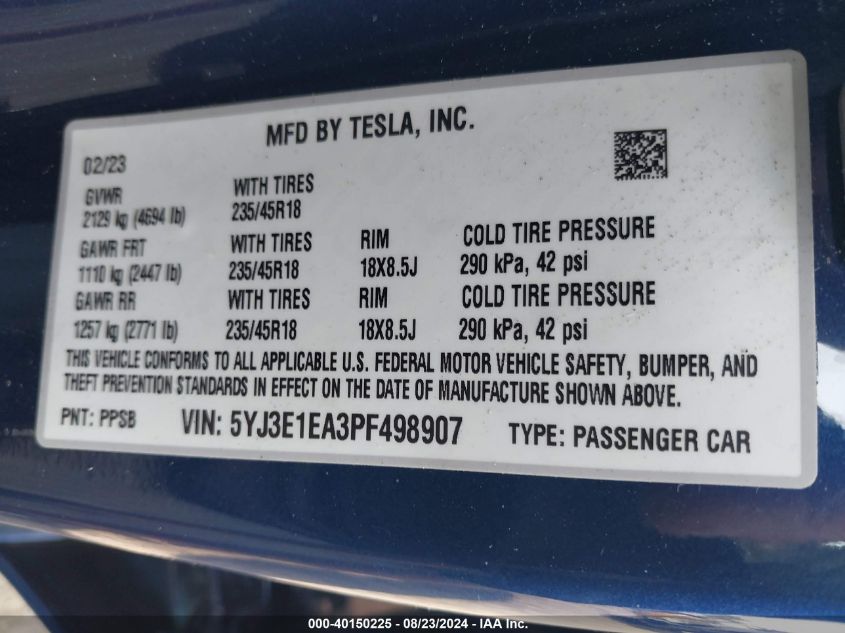 MFD BY TESLA, INC.
02/23
GVWR WITH TIRES
2129 kg (4694 lb) 235/45R18
GAWR FRT WITH TIRES RIM COLD TIRE PRESSURE
1110 kg (2447 lb) 235/45R18 18X8.5J 290 kPa, 42 psi
GAWR RR WITH TIRES RIM COLD TIRE PRESSURE
1257 kg (2771 lb) 235/45R18 18X8.5J 290 kPa, 42 psi
THIS VEHICLE CONFORMS TO ALL APPLICABLE U.S. FEDERAL MOTOR VEHICLE SAFETY, BUMPER, AND
THEFT PREVENTION STANDARDS IN EFFECT ON THE DATE OF MANUFACTURE SHOWN ABOVE.
PNT: PPSB VIN: 5YJ3E1EA3PF498907 TYPE: PASSENGER CAR
000-40150225 - 08/23/2024 - IAA Inc.